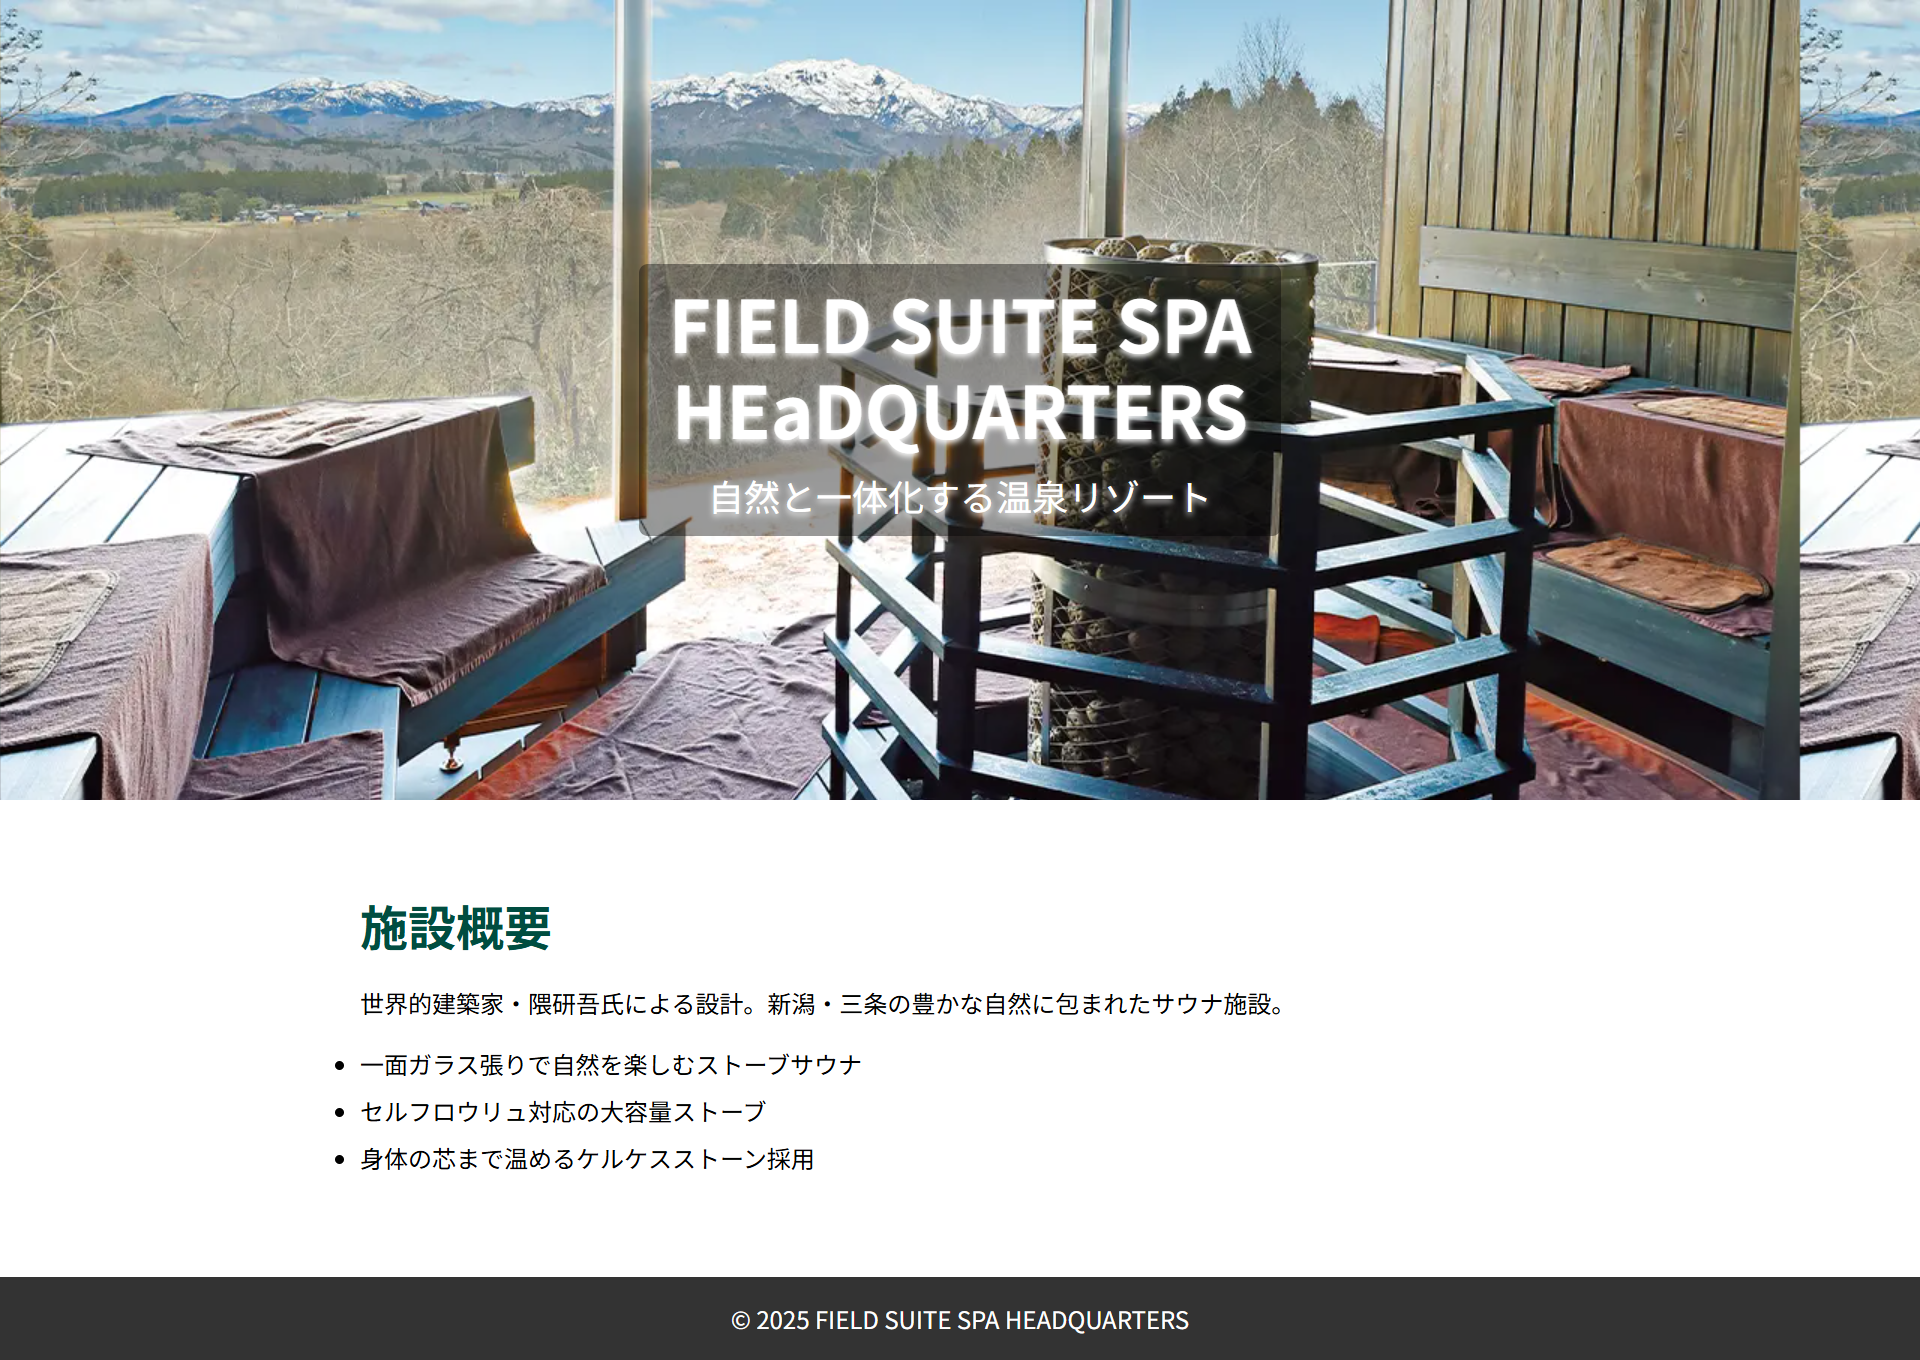 FIELD SUITE SPA
HEaDQUARTERS
自然と一体化する温泉リゾート
施設概要
世界的建築家・隈研吾氏による設計。新潟・三条の豊かな自然に包まれたサウナ施設。
• 一面ガラス張りで自然を楽しむストーブサウナ
• セルフロウリュ対応の大容量ストーブ
• 身体の芯まで温めるケルケスストーン採用
© 2025 FIELD SUITE SPA HEADQUARTERS